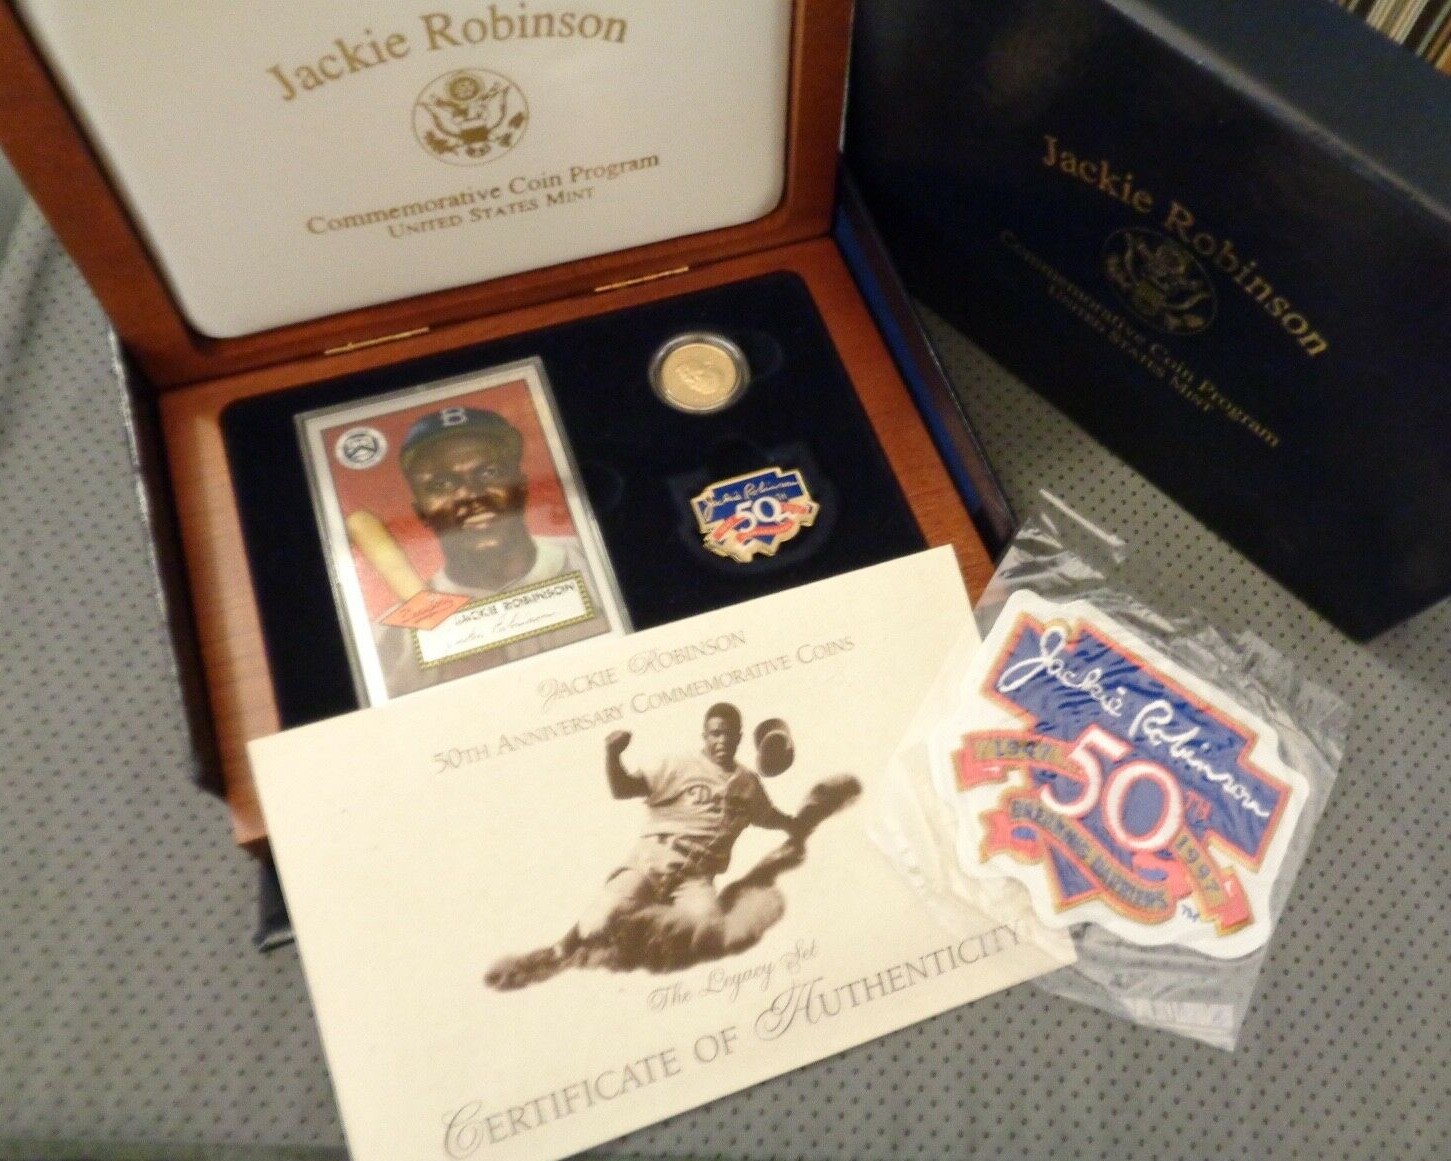 Jackie Robinson
Commemorative Coin Program
UNITED STATES MINT
Jackie Robinson
Commemorative Coin Program
UNITED STATES MINT
B
JACKIE ROBINSON
Jackie Robinson
50TH
JACKIE ROBINSON
50TH ANNIVERSARY COMMEMORATIVE COINS
The Legacy Set
CERTIFICATE OF AUTHENTICITY
Jackie Robinson
1947
50TH
1997
BREAKING BARRIERS
TM